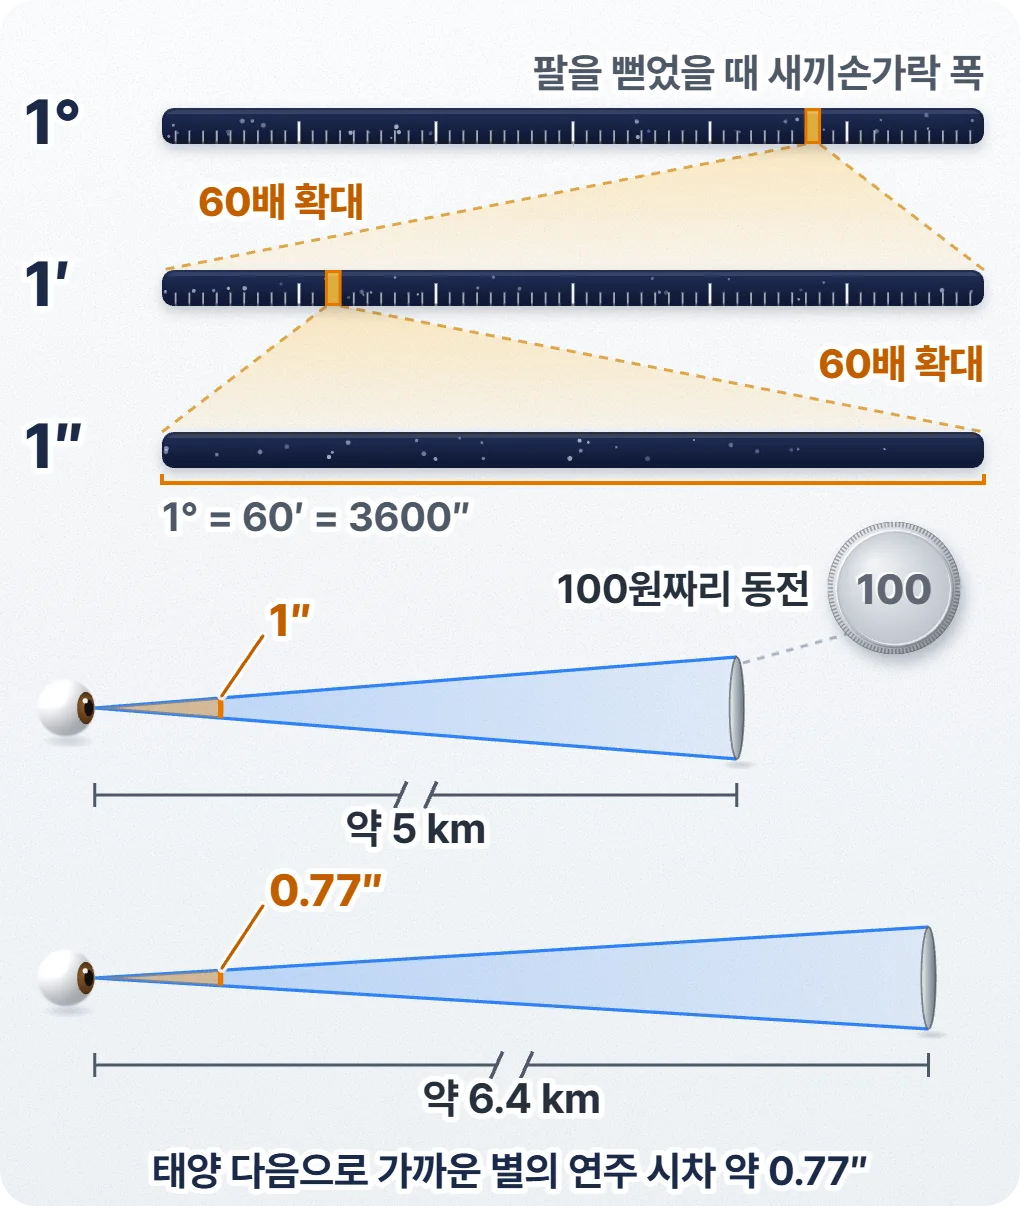 팔을 뻗었을 때 새끼손가락 폭
1°
60배 확대
1′
60배 확대
1″
1° = 60′ = 3600″
100원짜리 동전
100
1″
약 5 km
0.77″
약 6.4 km
태양 다음으로 가까운 별의 연주 시차 약 0.77″